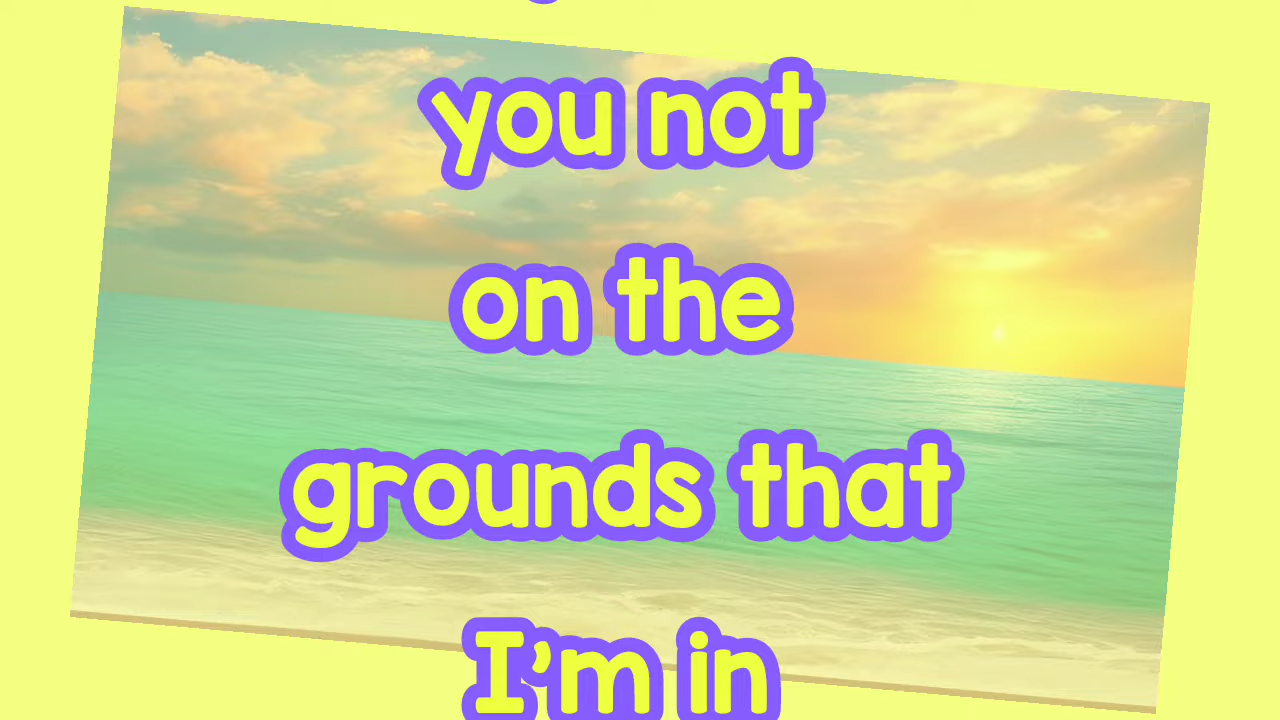 you not
on the
grounds that
I'm in